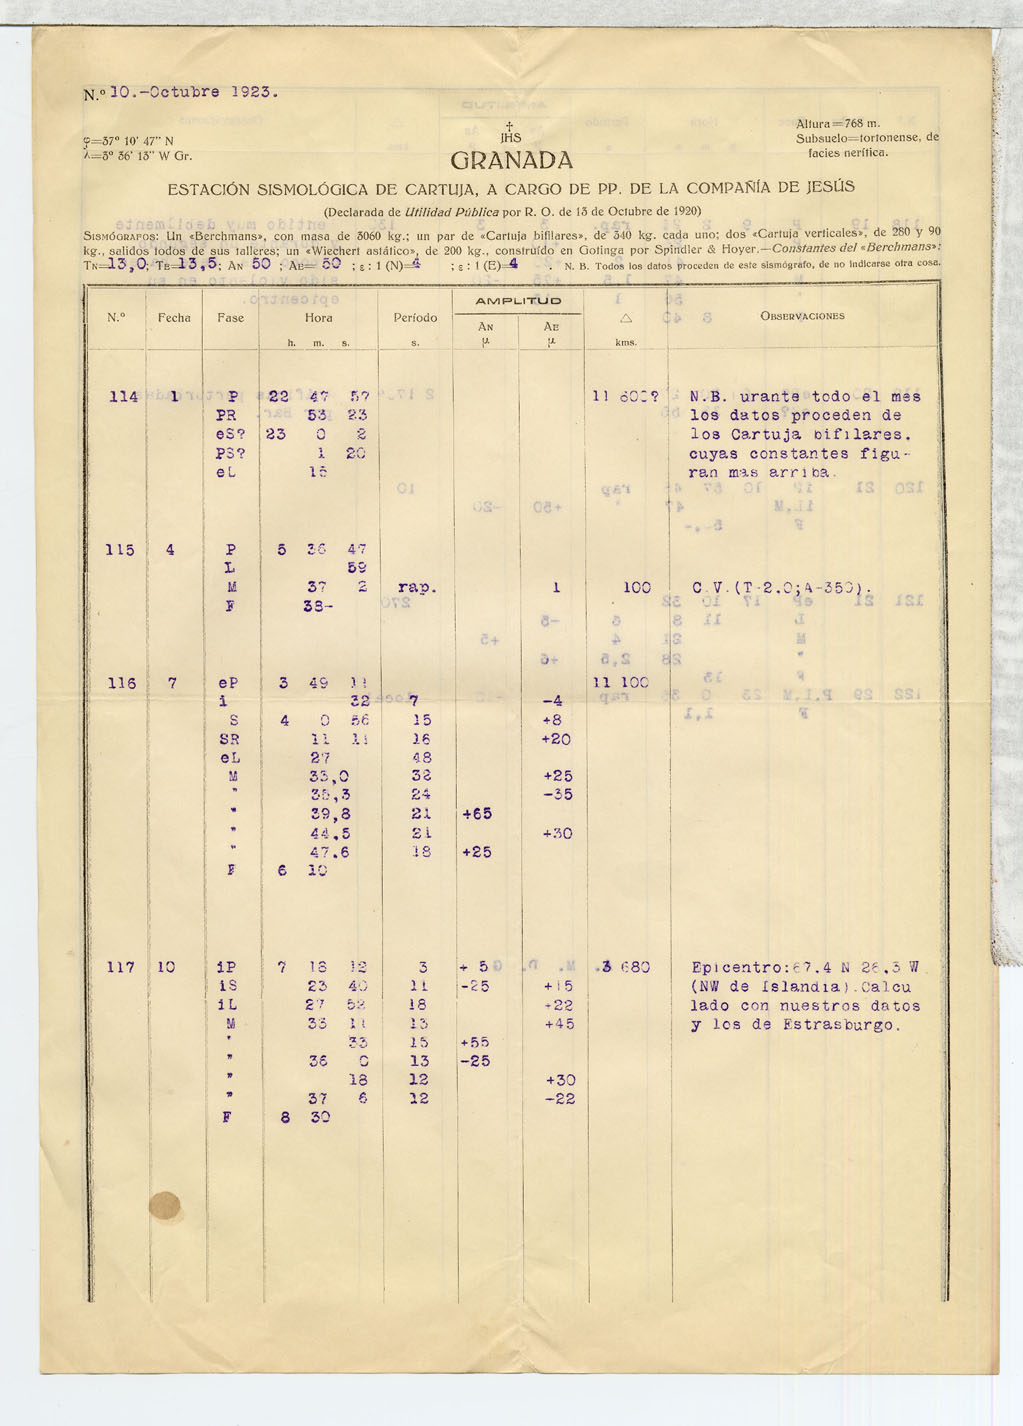 N.º 10.-Octubre 1923.
φ=37° 10' 47" N
λ=3° 36' 13" W Gr.
†
JHS
GRANADA
Altura=768 m.
Subsuelo=tortonense, de
facies nerítica.
ESTACIÓN SISMOLÓGICA DE CARTUJA, A CARGO DE PP. DE LA COMPAÑÍA DE JESÚS
(Declarada de Utilidad Pública por R. O. de 13 de Octubre de 1920)
SISMÓGRAFOS: Un «Berchmans», con masa de 3060 kg.; un par de «Cartuja bifilares», de 340 kg. cada uno; dos «Cartuja verticales», de 280 y 90
kg., salidos todos de sus talleres; un «Wiechert astático», de 200 kg., construído en Gotinga por Spindler & Hoyer.—Constantes del «Berchmans»:
TN=13,0; TE=13,5; AN 50 ; AE= 50 ; ε : 1 (N)=4 ; ε : 1 (E)=4 . N. B. Todos los datos proceden de este sismógrafo, de no indicarse otra cosa.
N.º Fecha Fase Hora Período AMPLITUD △ OBSERVACIONES
AN AE
h. m. s. s. μ μ kms.
114 1 P 22 47 57 11 600? N.B. urante todo el mes
PR 53 23 los datos proceden de
eS? 23 0 2 los Cartuja bifilares.
PS? 1 20 cuyas constantes figu-
eL 15 ran mas arriba.
115 4 P 5 36 47
L 59
M 37 2 rap. 1 100 C.V.(T-2.0;A-350).
F 38-
116 7 eP 3 49 11 11 100
i 32 7 -4
S 4 0 56 15 +8
SR 11 11 16 +20
eL 27 48
M 33,0 32 +25
" 35,3 24 -35
" 39,8 21 +65
" 44.5 21 +30
" 47.6 18 +25
F 6 10
117 10 iP 7 18 12 3 + 5 3 680 Epicentro:67.4 N 26.3 W
iS 23 40 11 -25 +15 (NW de Islandia).Calcu
iL 27 52 18 +22 lado con nuestros datos
M 33 11 13 +45 y los de Estrasburgo.
" 33 15 +55
" 36 0 13 -25
" 18 12 +30
" 37 6 12 -22
F 8 30